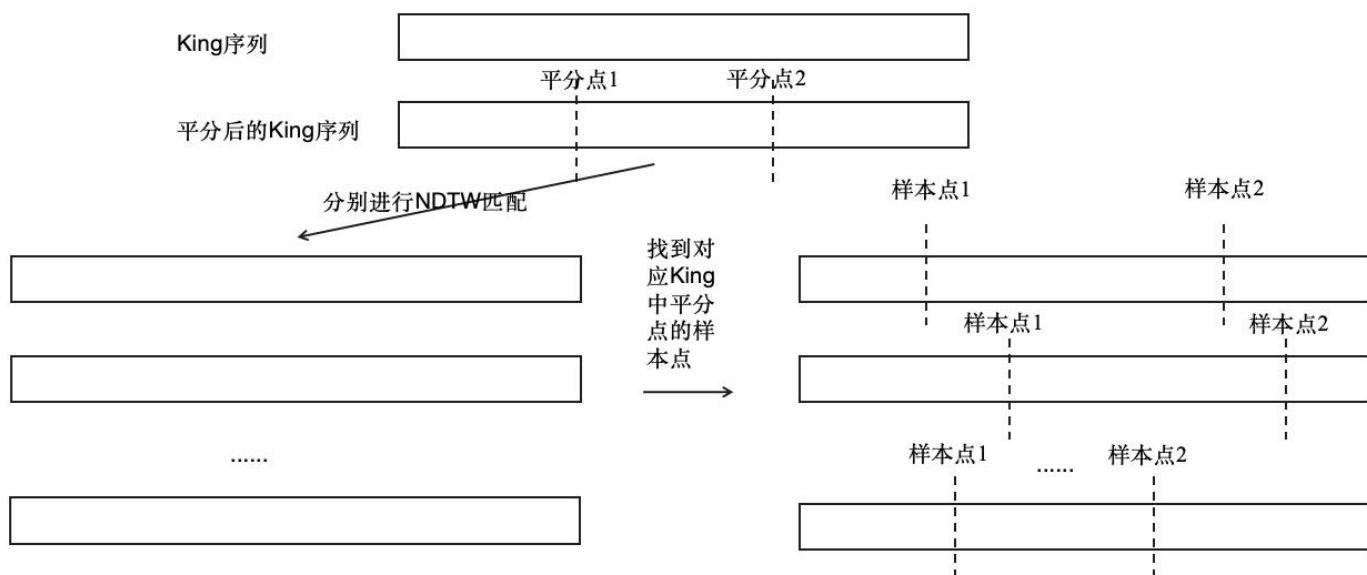 King序列
平分点1
平分点2
平分后的King序列
分别进行NDTW匹配
样本点1
样本点2
找到对
应King
中平分
点的样
本点
样本点1
样本点2
......
样本点1
......
样本点2